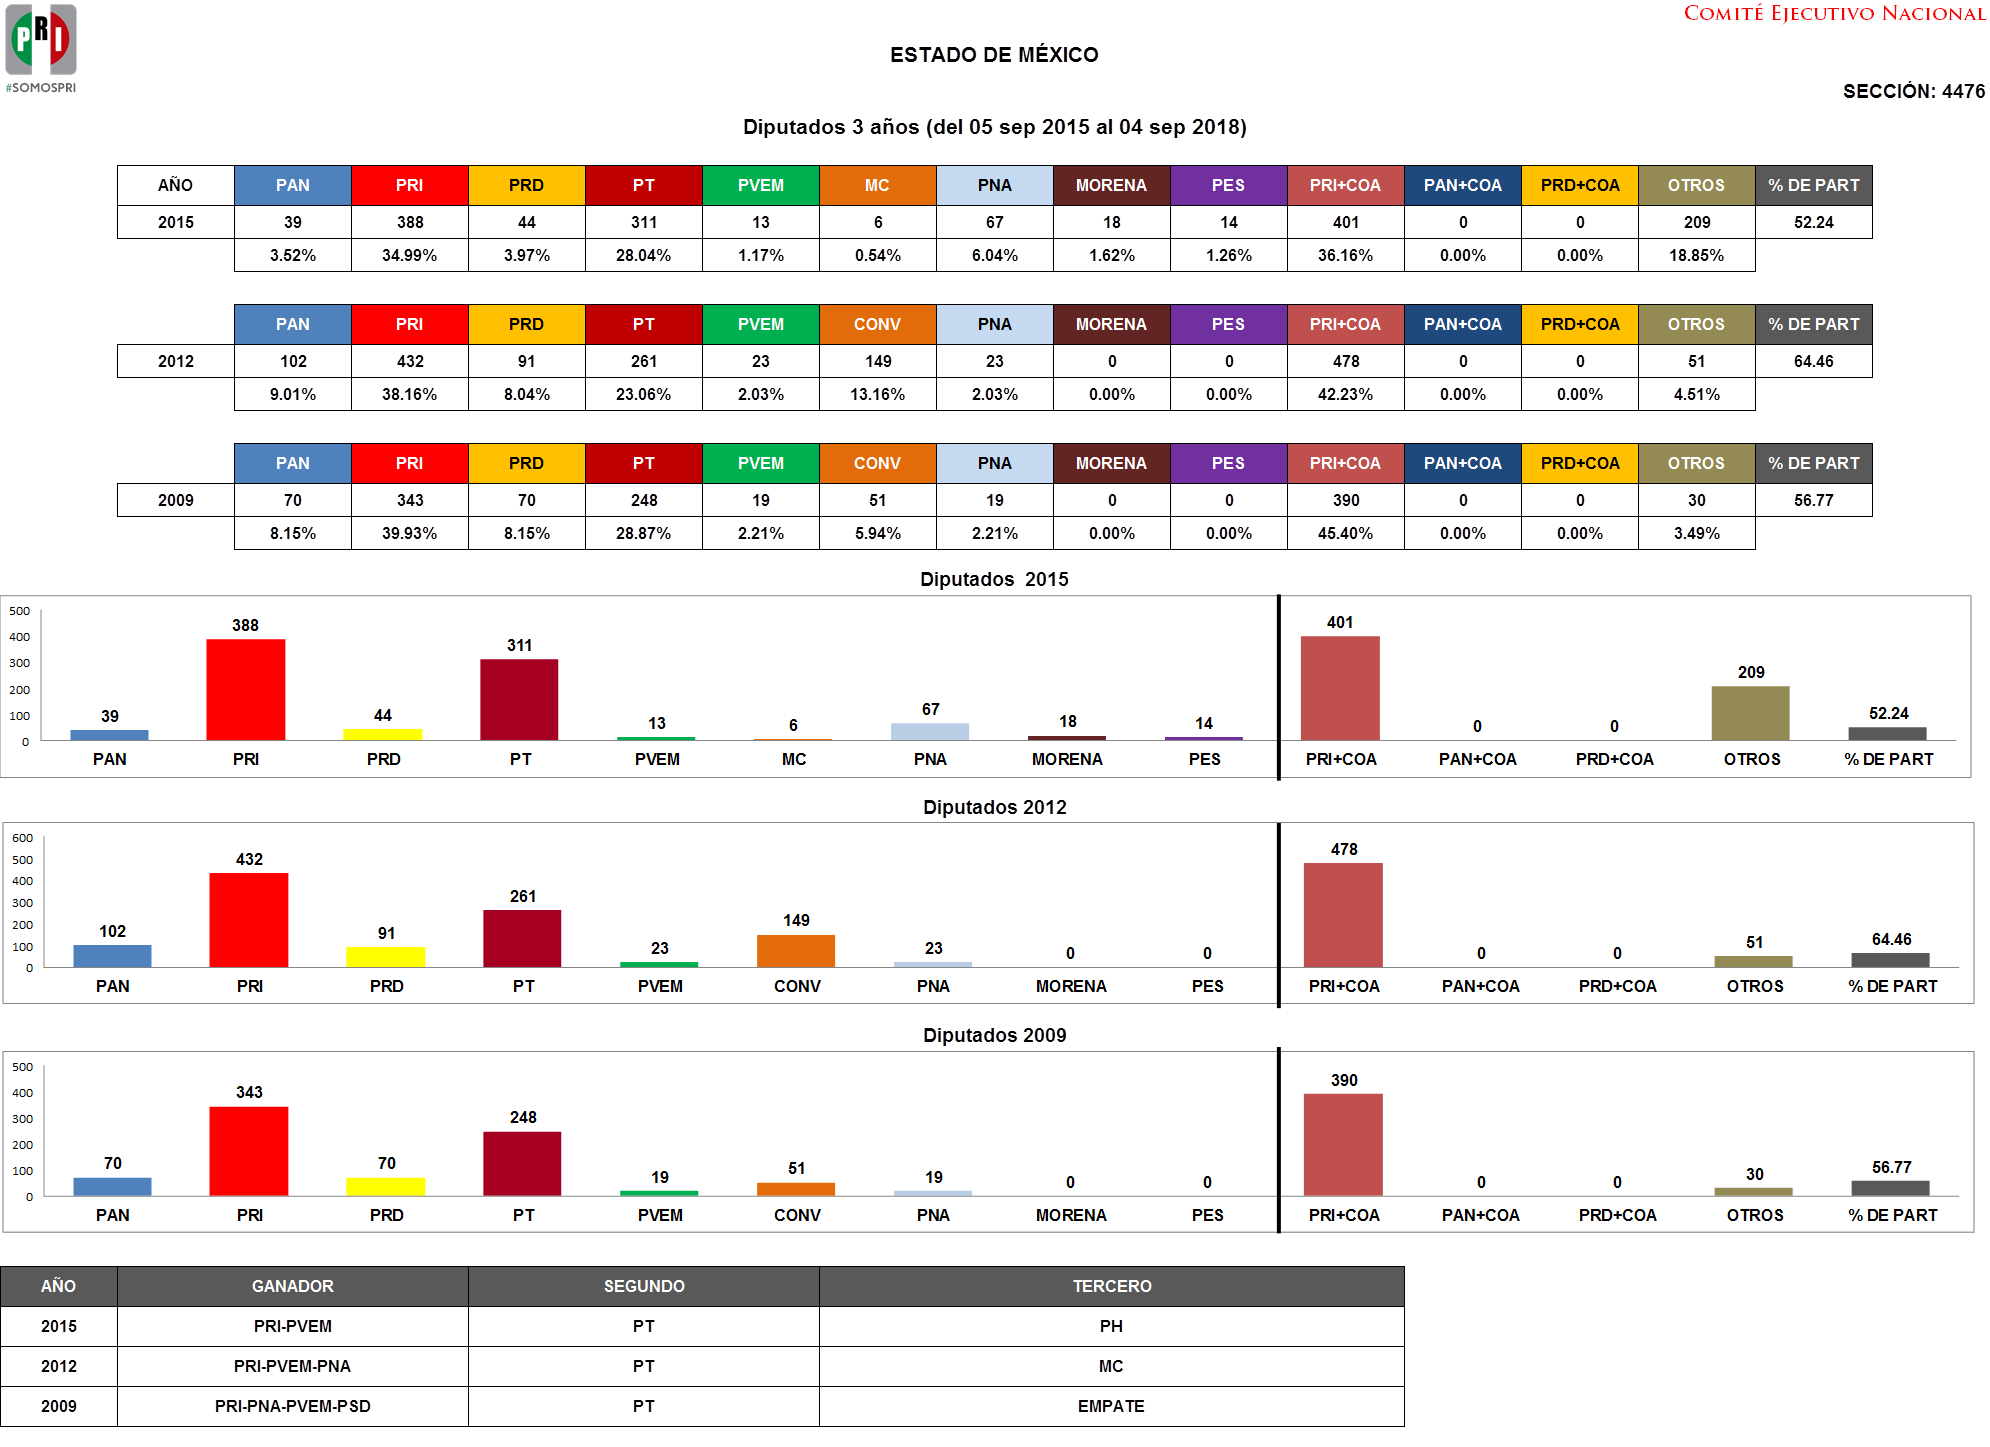 PRI
#SOMOSPRI
COMITÉ EJECUTIVO NACIONAL
ESTADO DE MÉXICO
SECCIÓN: 4476
Diputados 3 años (del 05 sep 2015 al 04 sep 2018)
AÑO PAN PRI PRD PT PVEM MC PNA MORENA PES PRI+COA PAN+COA PRD+COA OTROS % DE PART
2015 39 388 44 311 13 6 67 18 14 401 0 0 209 52.24
3.52% 34.99% 3.97% 28.04% 1.17% 0.54% 6.04% 1.62% 1.26% 36.16% 0.00% 0.00% 18.85%
PAN PRI PRD PT PVEM CONV PNA MORENA PES PRI+COA PAN+COA PRD+COA OTROS % DE PART
2012 102 432 91 261 23 149 23 0 0 478 0 0 51 64.46
9.01% 38.16% 8.04% 23.06% 2.03% 13.16% 2.03% 0.00% 0.00% 42.23% 0.00% 0.00% 4.51%
PAN PRI PRD PT PVEM CONV PNA MORENA PES PRI+COA PAN+COA PRD+COA OTROS % DE PART
2009 70 343 70 248 19 51 19 0 0 390 0 0 30 56.77
8.15% 39.93% 8.15% 28.87% 2.21% 5.94% 2.21% 0.00% 0.00% 45.40% 0.00% 0.00% 3.49%
Diputados 2015
500
400
300
200
100
0
39 388 44 311 13 6 67 18 14 401 0 0 209 52.24
PAN PRI PRD PT PVEM MC PNA MORENA PES PRI+COA PAN+COA PRD+COA OTROS % DE PART
Diputados 2012
600
500
400
300
200
100
0
102 432 91 261 23 149 23 0 0 478 0 0 51 64.46
PAN PRI PRD PT PVEM CONV PNA MORENA PES PRI+COA PAN+COA PRD+COA OTROS % DE PART
Diputados 2009
500
400
300
200
100
0
70 343 70 248 19 51 19 0 0 390 0 0 30 56.77
PAN PRI PRD PT PVEM CONV PNA MORENA PES PRI+COA PAN+COA PRD+COA OTROS % DE PART
AÑO GANADOR SEGUNDO TERCERO
2015 PRI-PVEM PT PH
2012 PRI-PVEM-PNA PT MC
2009 PRI-PNA-PVEM-PSD PT EMPATE